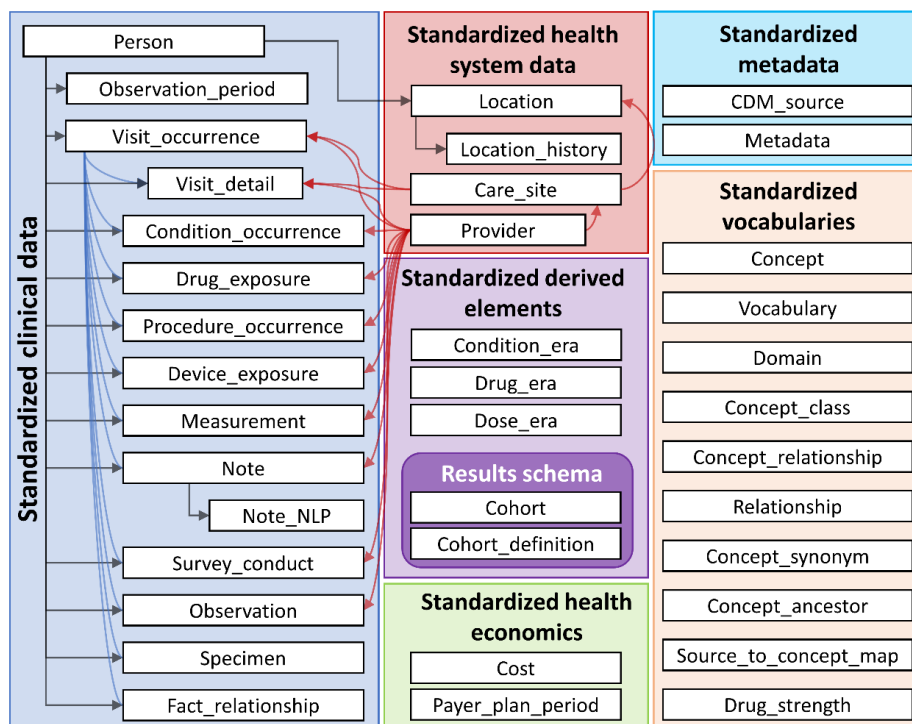 Standardized clinical data
Person
Observation_period
Visit_occurrence
Visit_detail
Condition_occurrence
Drug_exposure
Procedure_occurrence
Device_exposure
Measurement
Note
Note_NLP
Survey_conduct
Observation
Specimen
Fact_relationship
Standardized health
system data
Location
Location_history
Care_site
Provider
Standardized derived
elements
Condition_era
Drug_era
Dose_era
Results schema
Cohort
Cohort_definition
Standardized health
economics
Cost
Payer_plan_period
Standardized
metadata
CDM_source
Metadata
Standardized
vocabularies
Concept
Vocabulary
Domain
Concept_class
Concept_relationship
Relationship
Concept_synonym
Concept_ancestor
Source_to_concept_map
Drug_strength